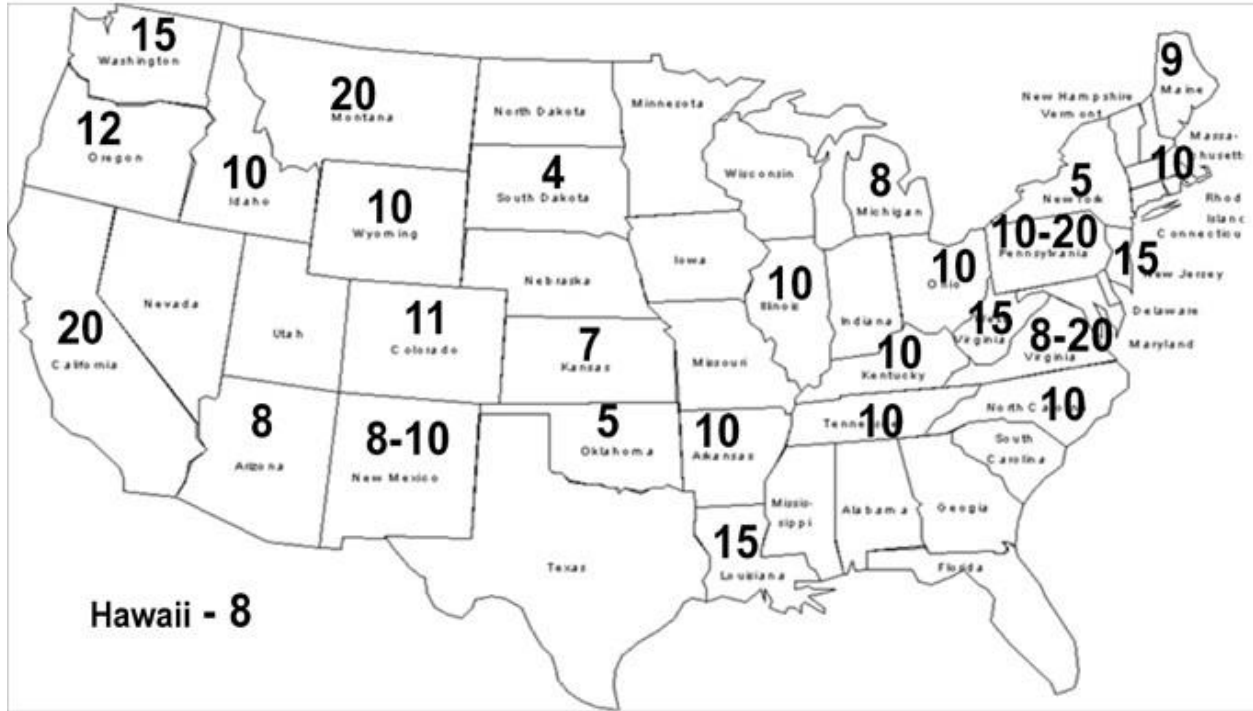 15
Washington
20
Montana
North Dakota
Minnesota
9
Maine
New Hampshire
Vermont
Massa-
chusetts
10
12
Oregon
10
Idaho
10
Wyoming
4
South Dakota
Wisconsin
8
Michigan
5
New York
Rhod
Islan
Connecticu
10-20
Pennsylvania
15
New Jersey
Iowa
Nebraska
10
Illinois
Indiana
10
Ohio
15
Virginia
8-20
Virginia
Delaware
Maryland
Nevada
Utah
20
California
11
Colorado
7
Kansas
Missouri
10
Kentucky
8
Arizona
8-10
New Mexico
5
Oklahoma
10
Arkansas
10
10
North
South
Carolina
Missis-
sippi
Alabama
Georgia
Texas
15
Louisiana
Florida
Hawaii - 8